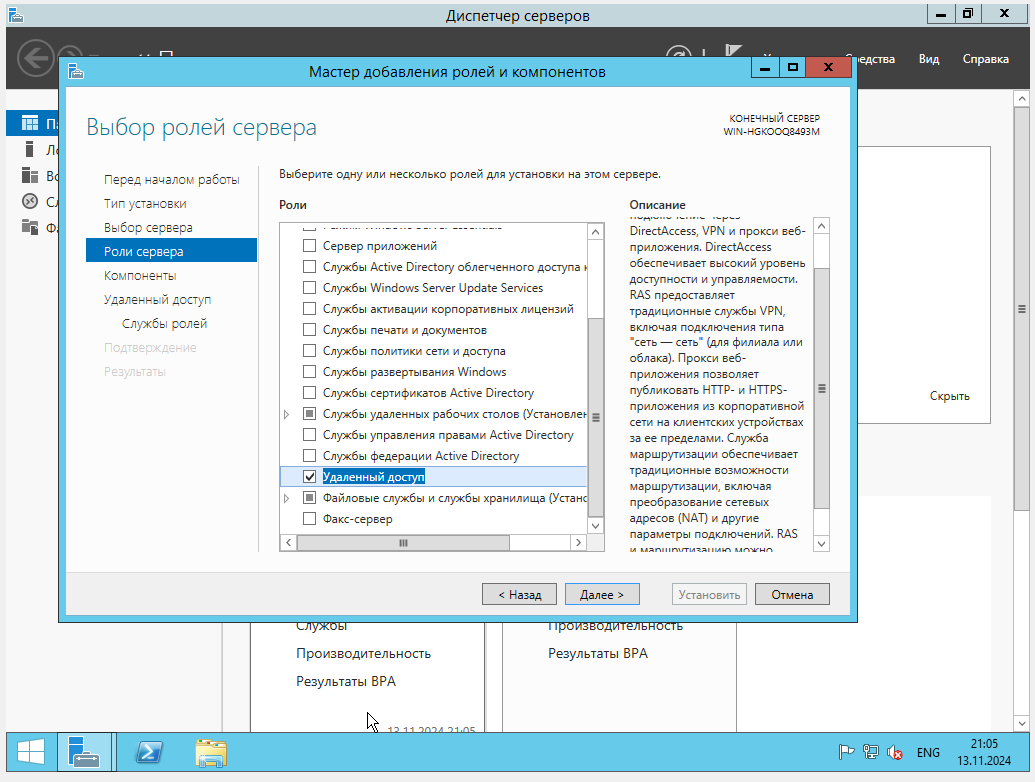 Диспетчер серверов
Вид
Справка
Мастер добавления ролей и компонентов
Выбор ролей сервера
КОНЕЧНЫЙ СЕРВЕР
WIN-HGKOOQ8493M
Перед началом работы
Тип установки
Выбор сервера
Роли сервера
Компоненты
Удаленный доступ
Службы ролей
Подтверждение
Результаты
Выберите одну или несколько ролей для установки на этом сервере.
Роли
Сервер приложений
Службы Active Directory облегченного доступа к
Службы Windows Server Update Services
Службы активации корпоративных лицензий
Службы печати и документов
Службы политики сети и доступа
Службы развертывания Windows
Службы сертификатов Active Directory
Службы удаленных рабочих столов (Установлен
Службы управления правами Active Directory
Службы федерации Active Directory
Удаленный доступ
Файловые службы и службы хранилища (Устано
Факс-сервер
Описание
подключение через
DirectAccess, VPN и прокси веб-
приложения. DirectAccess
обеспечивает высокий уровень
доступности и управляемости.
RAS предоставляет
традиционные службы VPN,
включая подключения типа
"сеть — сеть" (для филиала или
облака). Прокси веб-
приложения позволяет
публиковать HTTP- и HTTPS-
приложения из корпоративной
сети на клиентских устройствах
за ее пределами. Служба
маршрутизации обеспечивает
традиционные возможности
маршрутизации, включая
преобразование сетевых
адресов (NAT) и другие
параметры подключений. RAS
и маршрутизацию можно
< Назад
Далее >
Установить
Отмена
Скрыть
Службы
Производительность
Результаты BPA
13.11.2024 21:05
Производительность
Результаты BPA
ENG
21:05
13.11.2024